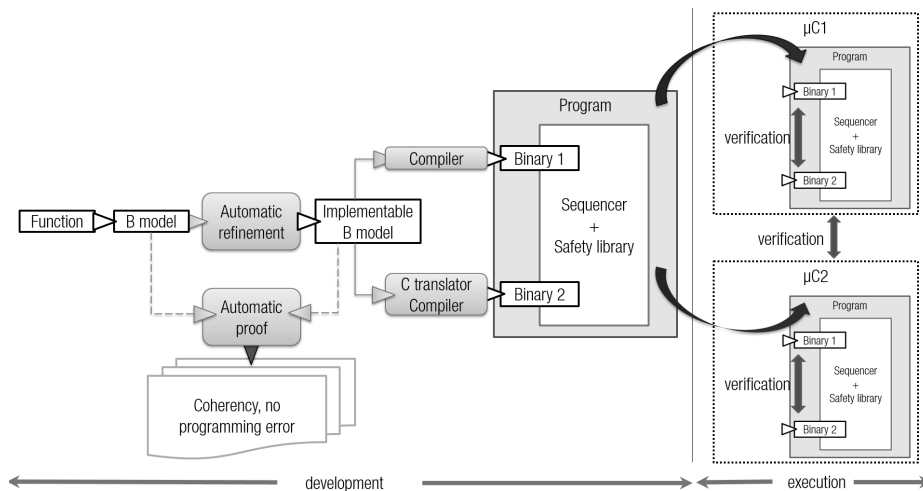 Function
B model
Automatic
refinement
Implementable
B model
Automatic
proof
Coherency, no
programming error
Compiler
C translator
Compiler
Program
Binary 1
Sequencer
+
Safety library
Binary 2
development
µC1
Program
Binary 1
verification
Sequencer
+
Safety library
Binary 2
verification
µC2
Program
Binary 1
verification
Sequencer
+
Safety library
Binary 2
execution